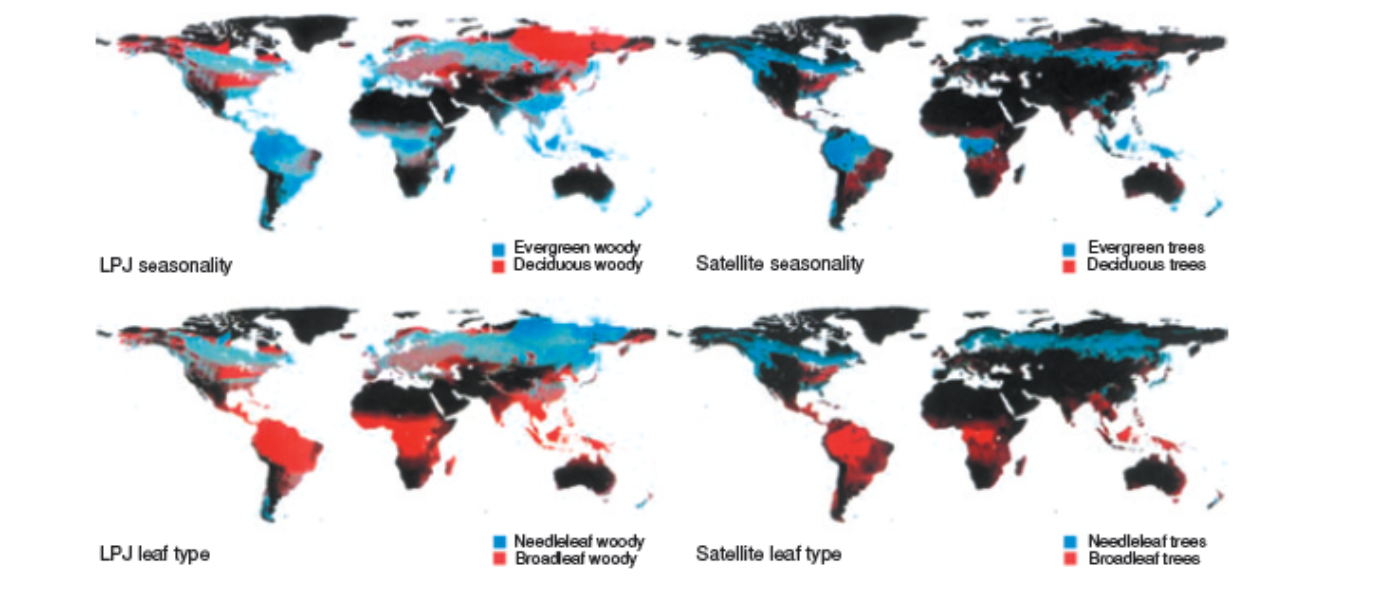 Evergreen woody
Deciduous woody
LPJ seasonality
Evergreen trees
Deciduous trees
Satellite seasonality
Needleleaf woody
Broadleaf woody
LPJ leaf type
Needleleaf trees
Broadleaf trees
Satellite leaf type